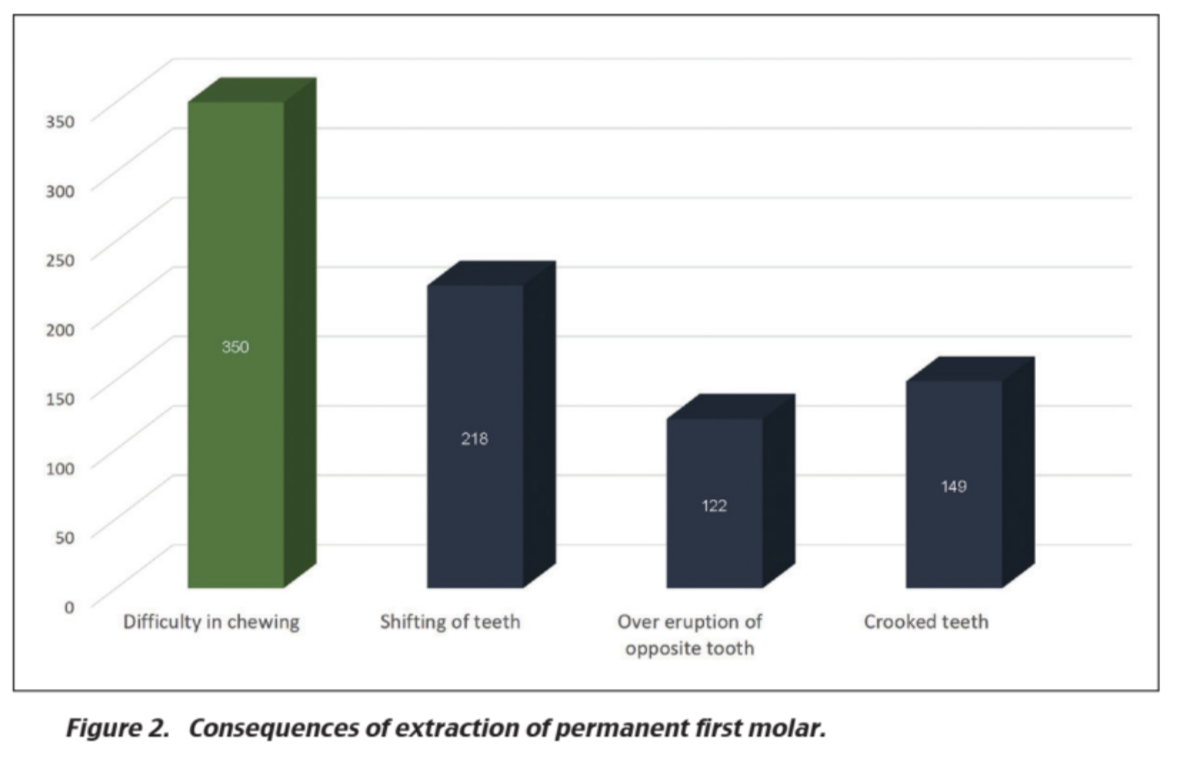 350
300
250
200
150
100
50
0
350
218
122
149
Difficulty in chewing
Shifting of teeth
Over eruption of
opposite tooth
Crooked teeth
Figure 2. Consequences of extraction of permanent first molar.